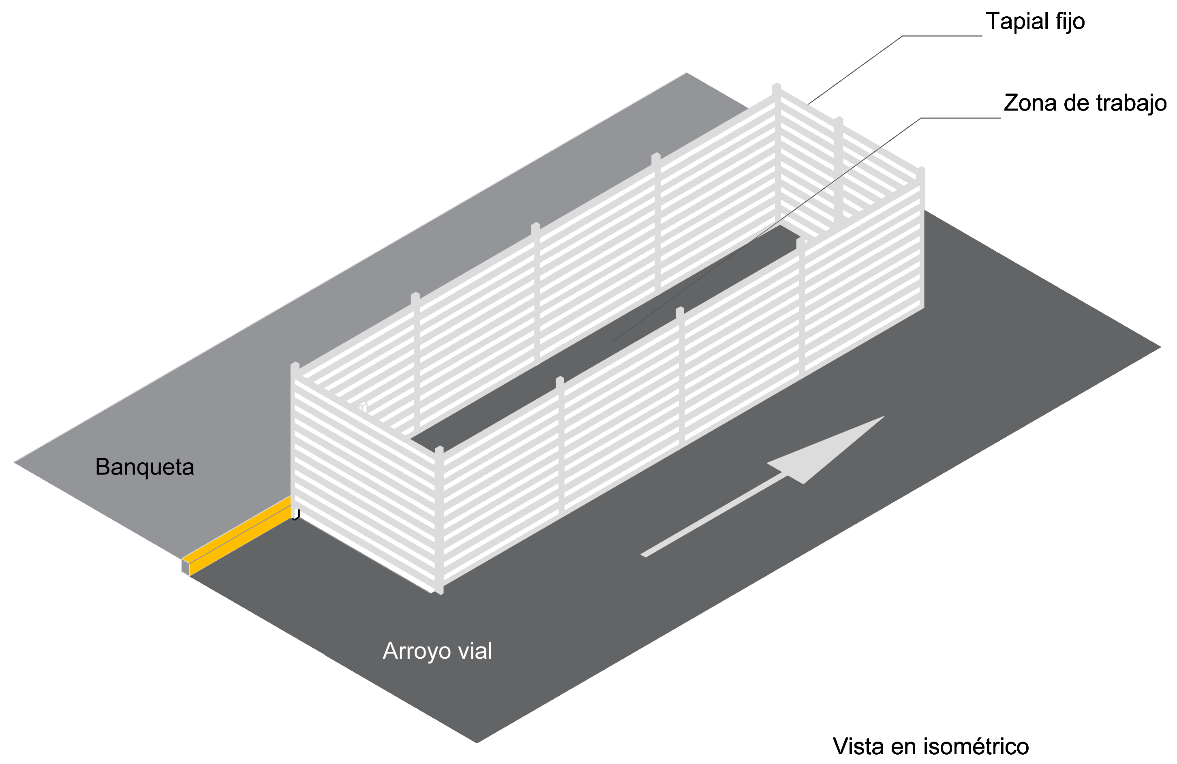 Tapial fijo
Zona de trabajo
Banqueta
Arroyo vial
Vista en isométrico